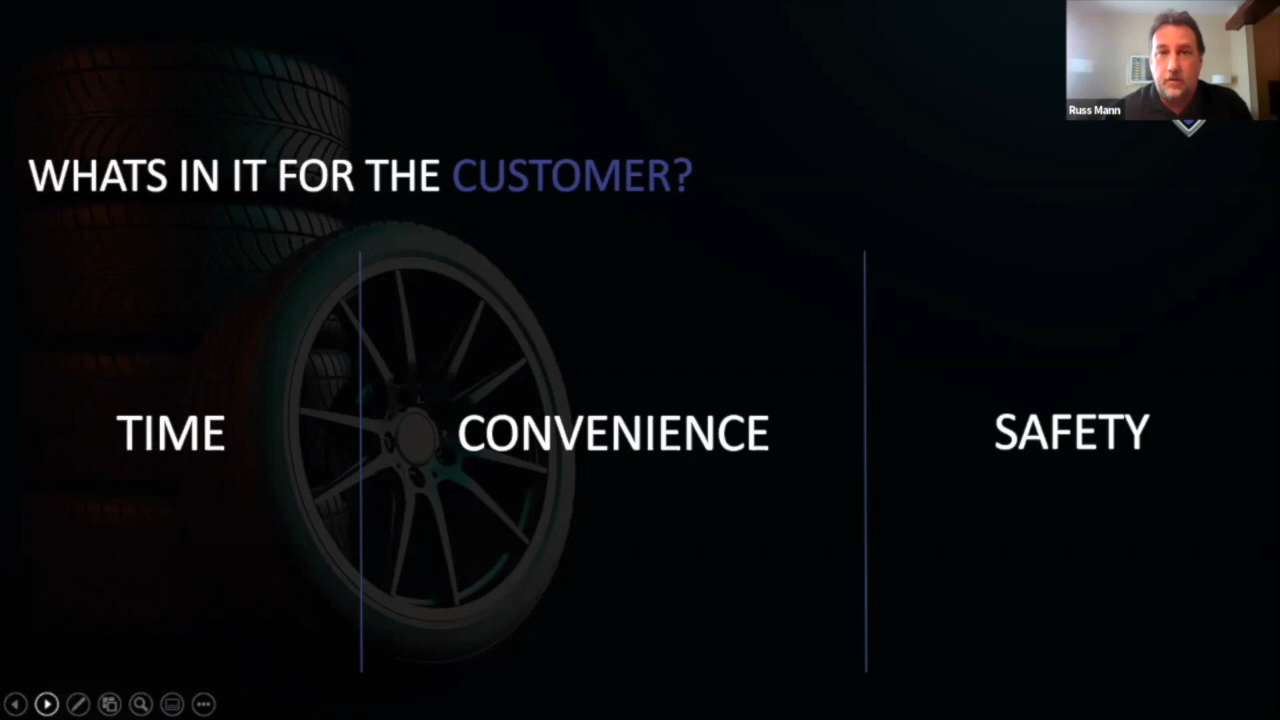 Russ Mann
WHATS IN IT FOR THE CUSTOMER?
TIME
CONVENIENCE
SAFETY